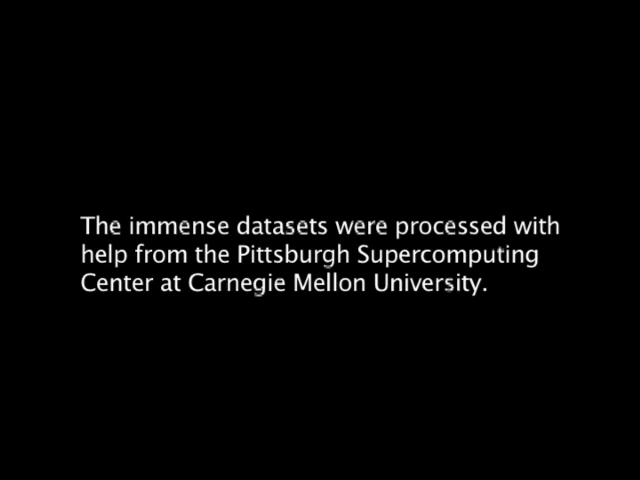 The immense datasets were processed with
help from the Pittsburgh Supercomputing
Center at Carnegie Mellon University.